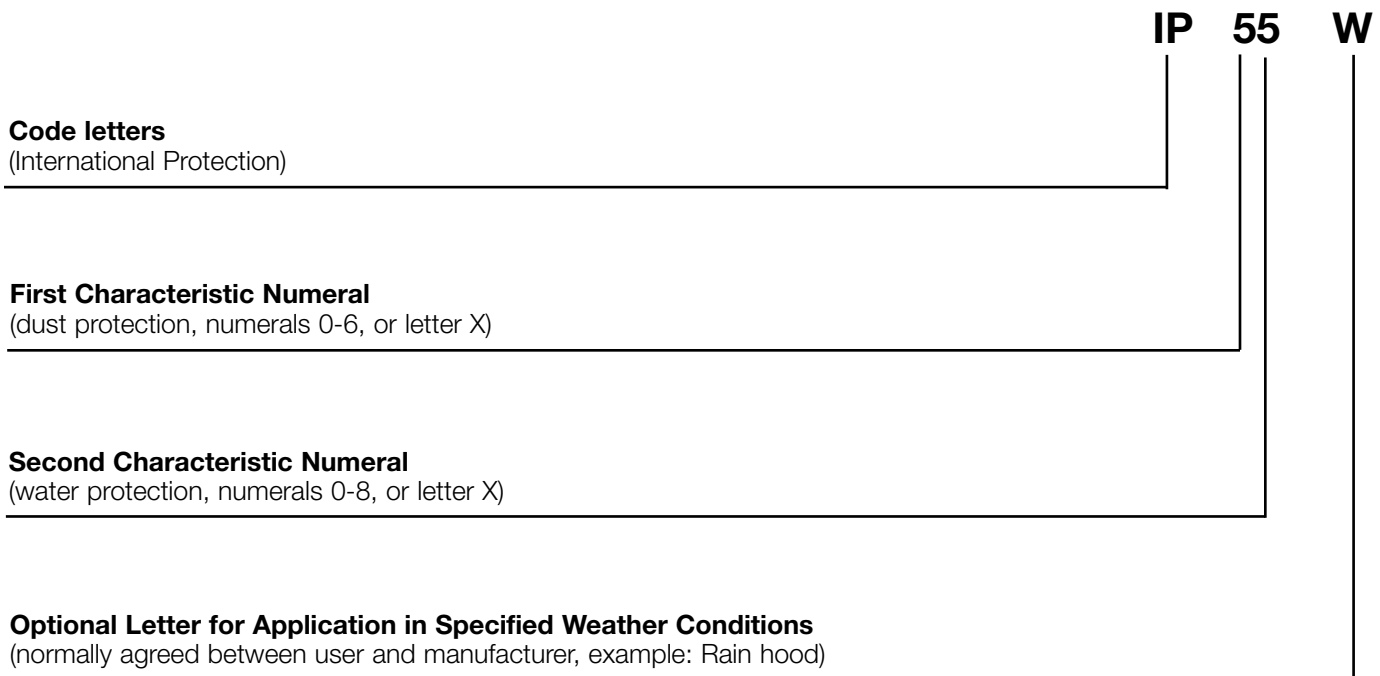 IP 55 W
Code letters
(International Protection)
First Characteristic Numeral
(dust protection, numerals 0-6, or letter X)
Second Characteristic Numeral
(water protection, numerals 0-8, or letter X)
Optional Letter for Application in Specified Weather Conditions
(normally agreed between user and manufacturer, example: Rain hood)